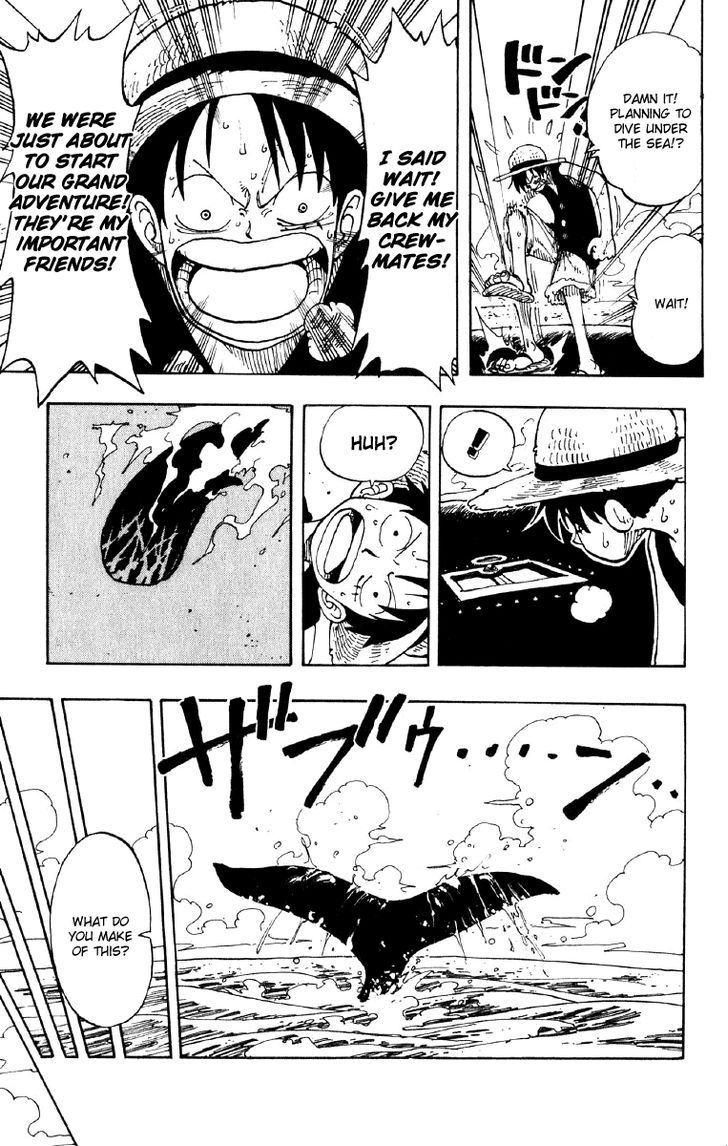 DAMN IT!
PLANNING TO
DIVE UNDER
THE SEA!?
ドン
ドン
WAIT!
I SAID
WAIT!
GIVE ME
BACK MY
CREW-
MATES!
WE WERE
JUST ABOUT
TO START
OUR GRAND
ADVENTURE!
THEY'RE MY
IMPORTANT
FRIENDS!
!
HUH?
ザブゥ....ン..
WHAT DO
YOU MAKE
OF THIS?